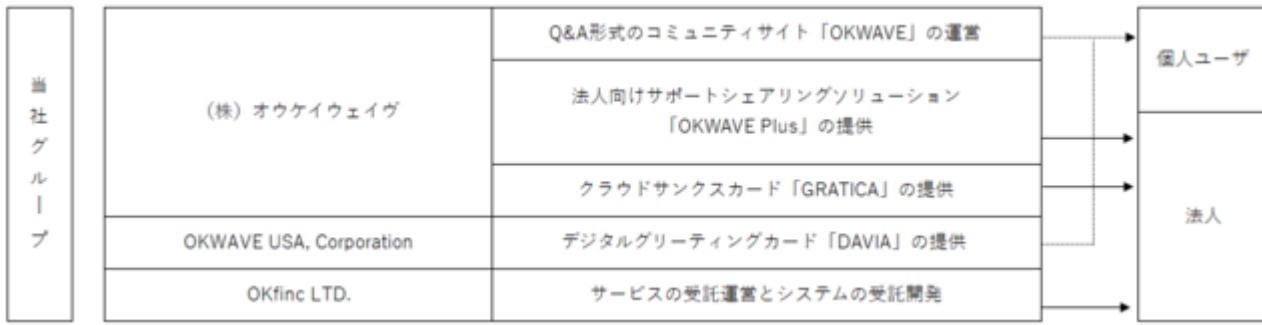 当社グループ
(株)オウケイウェイヴ
Q&A形式のコミュニティサイト「OKWAVE」の運営
法人向けサポートシェアリングソリューション
「OKWAVE Plus」の提供
クラウドサンクスカード「GRATICA」の提供
OKWAVE USA, Corporation
デジタルグリーティングカード「DAVIA」の提供
OKfinc LTD.
サービスの受託運営とシステムの受託開発
個人ユーザ
法人